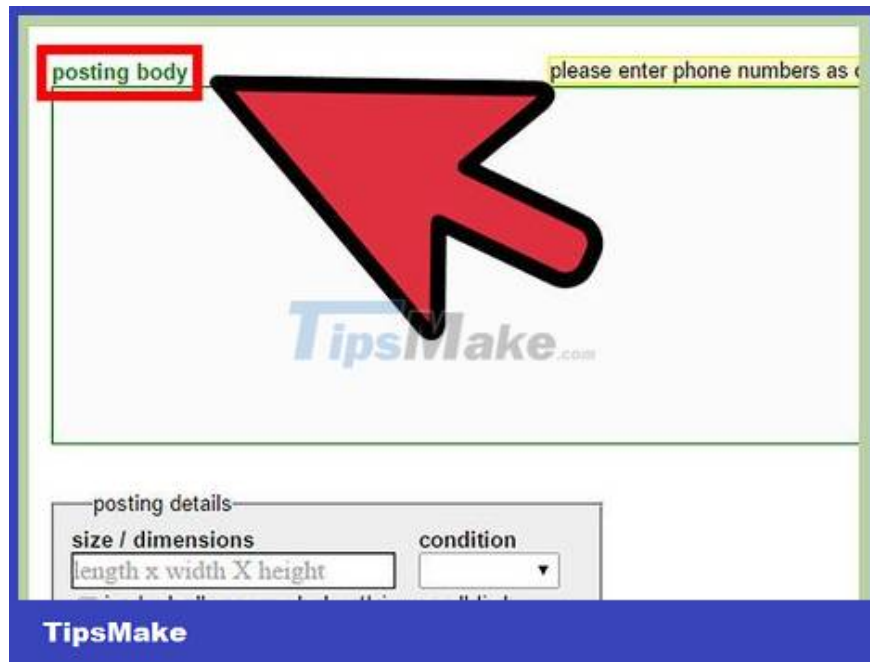 posting body
please enter phone numbers as
TipsMake.com
posting details
size / dimensions
condition
length x width X height
TipsMake